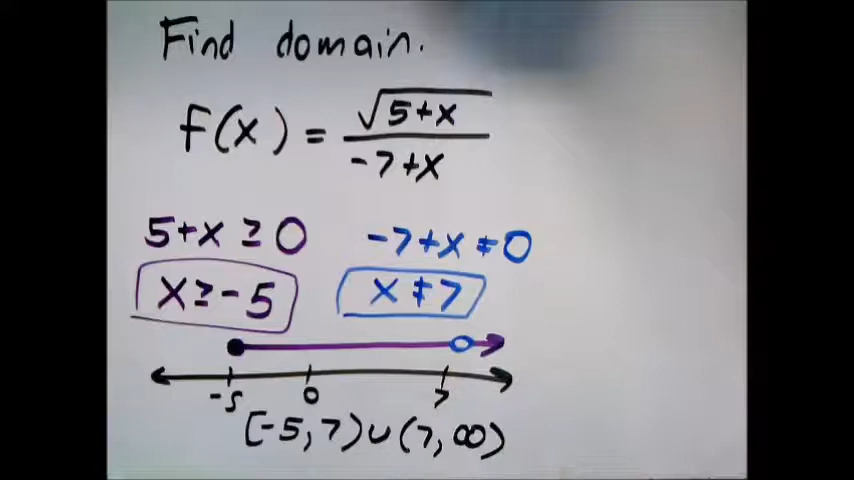 Find domain.
f(x) = √5+x / -7+x
5+x ≥ 0 -7+x ≠ 0
x ≥ -5 x ≠ 7
-5 0 7
[-5, 7) ∪ (7, ∞)